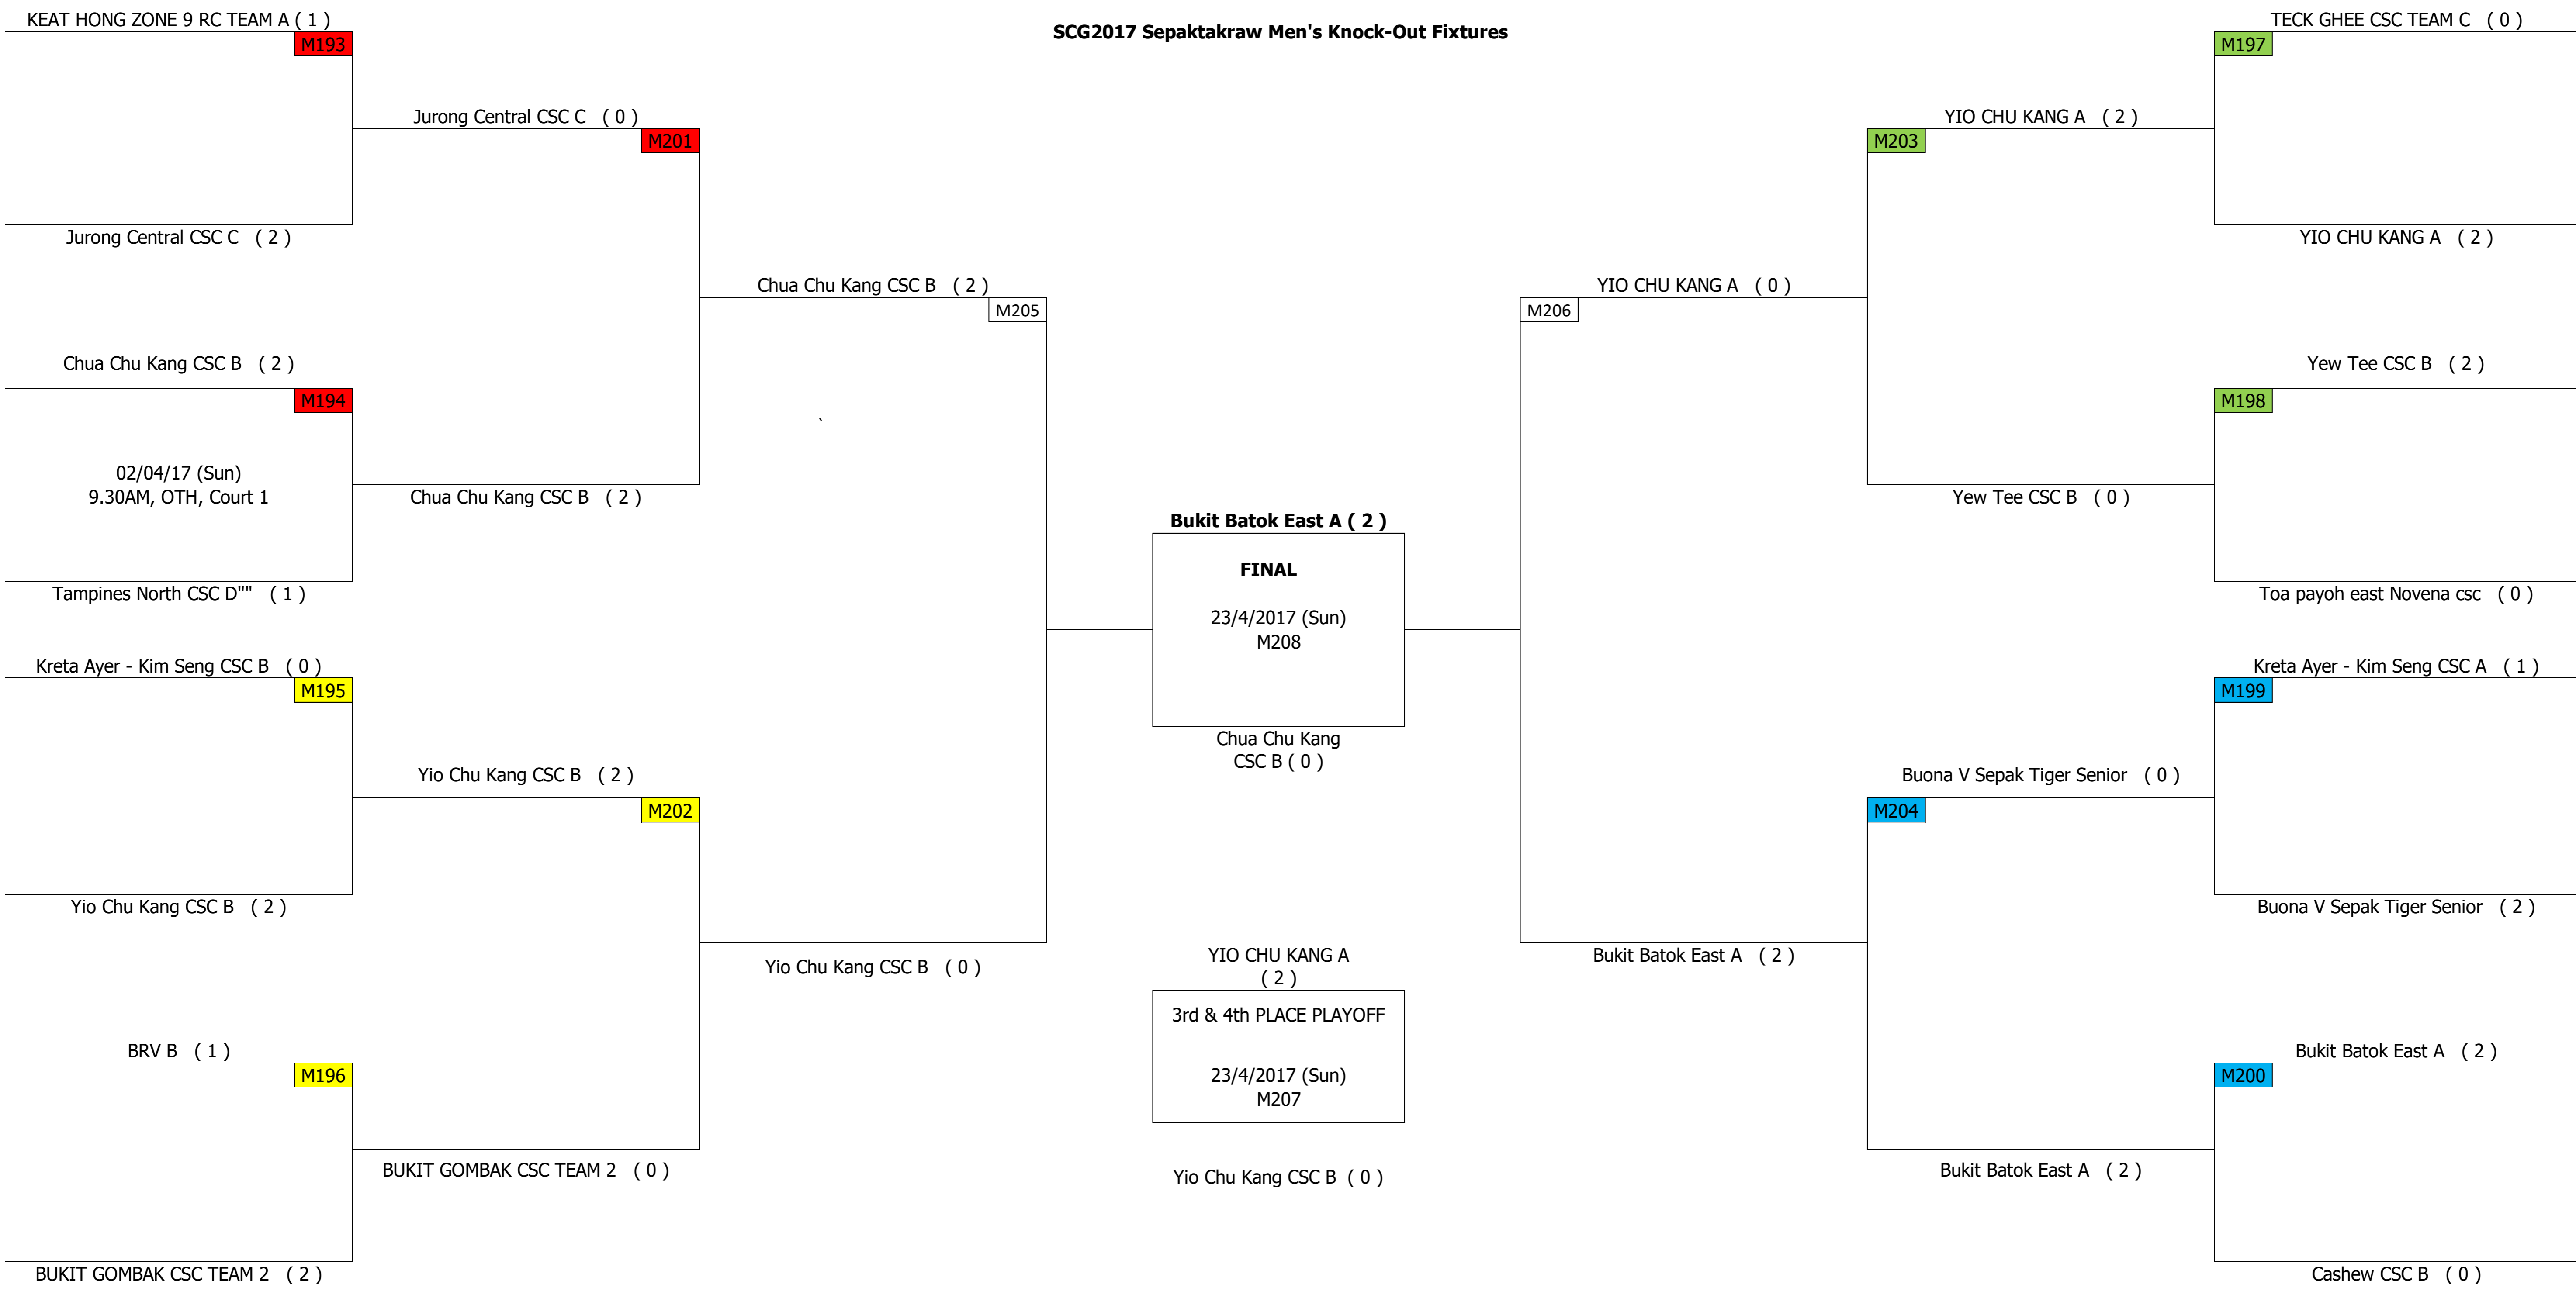 SCG2017 Sepaktakraw Men's Knock-Out Fixtures
KEAT HONG ZONE 9 RC TEAM A ( 1 )
M193
Jurong Central CSC C ( 2 )
Chua Chu Kang CSC B ( 2 )
M194
02/04/17 (Sun)
9.30AM, OTH, Court 1
Tampines North CSC D"" ( 1 )
Kreta Ayer - Kim Seng CSC B ( 0 )
M195
Yio Chu Kang CSC B ( 2 )
BRV B ( 1 )
M196
BUKIT GOMBAK CSC TEAM 2 ( 2 )
Jurong Central CSC C ( 0 )
M201
Chua Chu Kang CSC B ( 2 )
Yio Chu Kang CSC B ( 2 )
M202
BUKIT GOMBAK CSC TEAM 2 ( 0 )
Chua Chu Kang CSC B ( 2 )
M205
`
Yio Chu Kang CSC B ( 0 )
Bukit Batok East A ( 2 )
FINAL
23/4/2017 (Sun)
M208
Chua Chu Kang
CSC B ( 0 )
YIO CHU KANG A
( 2 )
3rd & 4th PLACE PLAYOFF
23/4/2017 (Sun)
M207
Yio Chu Kang CSC B ( 0 )
YIO CHU KANG A ( 0 )
M206
Bukit Batok East A ( 2 )
YIO CHU KANG A ( 2 )
M203
Yew Tee CSC B ( 0 )
Buona V Sepak Tiger Senior ( 0 )
M204
Bukit Batok East A ( 2 )
TECK GHEE CSC TEAM C ( 0 )
M197
YIO CHU KANG A ( 2 )
Yew Tee CSC B ( 2 )
M198
Toa payoh east Novena csc ( 0 )
Kreta Ayer - Kim Seng CSC A ( 1 )
M199
Buona V Sepak Tiger Senior ( 2 )
Bukit Batok East A ( 2 )
M200
Cashew CSC B ( 0 )